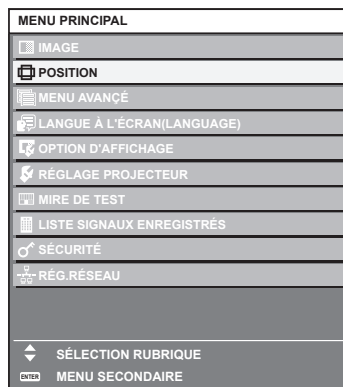 MENU PRINCIPAL
IMAGE
POSITION
MENU AVANÇÉ
LANGUE À L'ÉCRAN(LANGUAGE)
OPTION D'AFFICHAGE
RÉGLAGE PROJECTEUR
MIRE DE TEST
LISTE SIGNAUX ENREGISTRÉS
SÉCURITÉ
RÉG.RÉSEAU
SÉLECTION RUBRIQUE
ENTER MENU SECONDAIRE